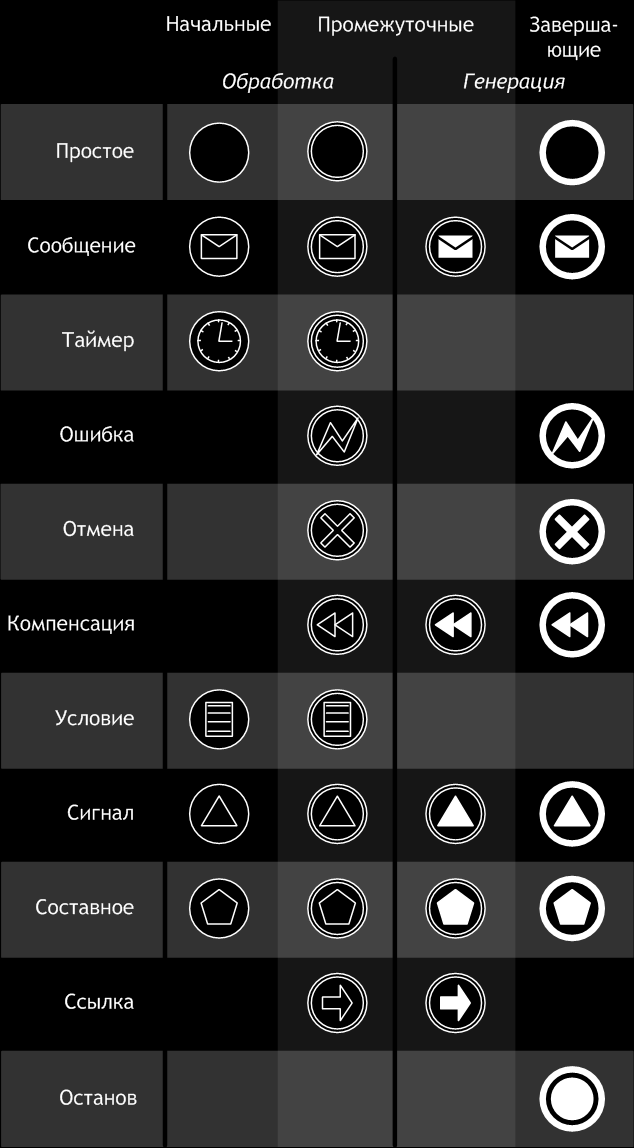 Начальные Промежуточные Заверша-
ющие
Обработка Генерация
Простое
Сообщение
Таймер
Ошибка
Отмена
Компенсация
Условие
Сигнал
Составное
Ссылка
Останов